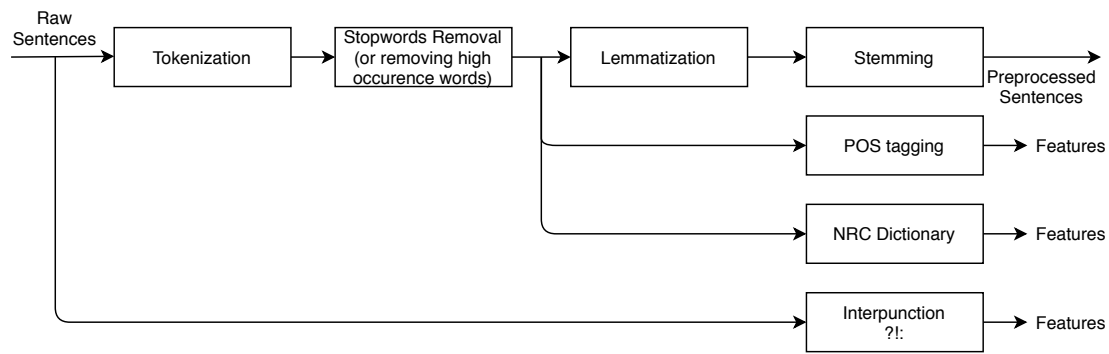 Raw
Sentences
Tokenization
Stopwords Removal
(or removing high
occurence words)
Lemmatization
Stemming
Preprocessed
Sentences
POS tagging
Features
NRC Dictionary
Features
Interpunction
?!:
Features